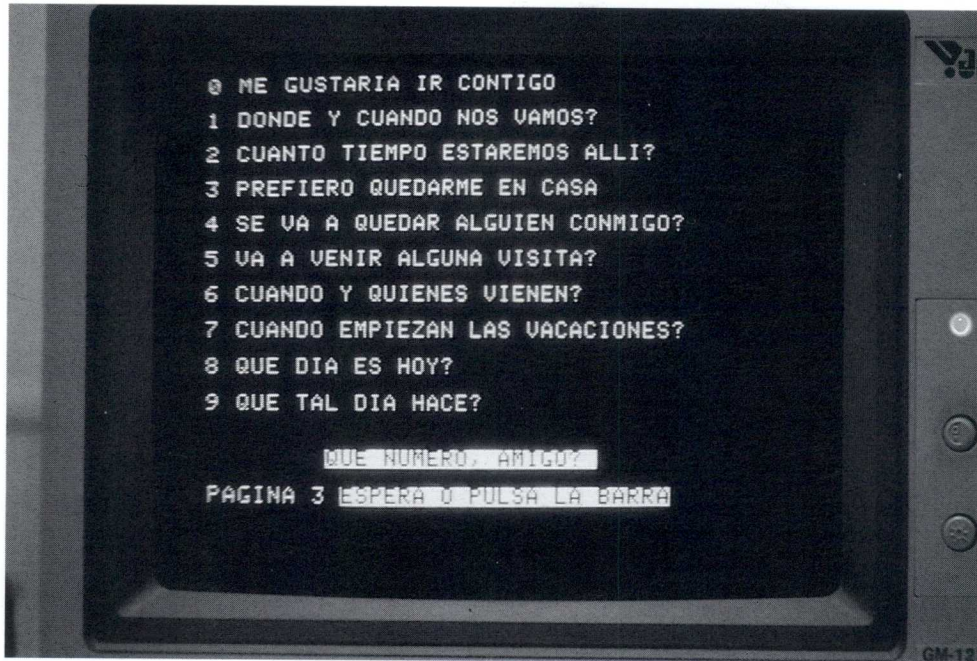 0 ME GUSTARIA IR CONTIGO
1 DONDE Y CUANDO NOS VAMOS?
2 CUANTO TIEMPO ESTAREMOS ALLI?
3 PREFIERO QUEDARME EN CASA
4 SE VA A QUEDAR ALGUIEN CONMIGO?
5 VA A VENIR ALGUNA VISITA?
6 CUANDO Y QUIENES VIENEN?
7 CUANDO EMPIEZAN LAS VACACIONES?
8 QUE DIA ES HOY?
9 QUE TAL DIA HACE?
QUE NUMERO, AMIGO?
PAGINA 3 ESPERA O PULSA LA BARRA
GM-12